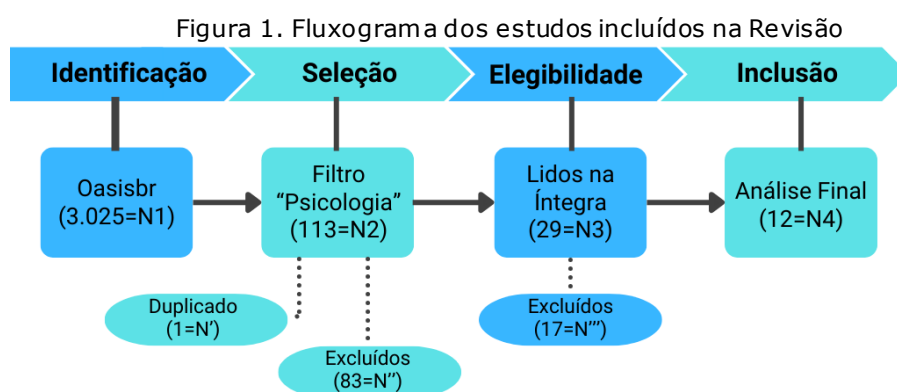 Figura 1. Fluxograma dos estudos incluídos na Revisão
Identificação
Seleção
Elegibilidade
Inclusão
Oasisbr
(3.025=N1)
Filtro
“Psicologia”
(113=N2)
Lidos na
Íntegra
(29=N3)
Análise Final
(12=N4)
Duplicado
(1=N’)
Excluídos
(83=N’’)
Excluídos
(17=N’’’)